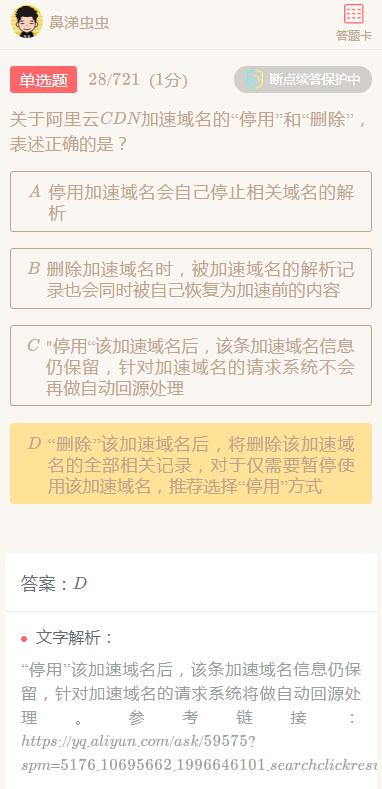 鼻涕虫虫
答题卡
单选题 28/721 (1分) 断点续答保护中
关于阿里云CDN加速域名的“停用”和“删除”，
表述正确的是？
A 停用加速域名会自己停止相关域名的解
析
B 删除加速域名时，被加速域名的解析记
录也会同时被自己恢复为加速前的内容
C "停用“该加速域名后，该条加速域名信息
仍保留，针对加速域名的请求系统不会
再做自动回源处理
D “删除”该加速域名后，将删除该加速域
名的全部相关记录，对于仅需要暂停使
用该加速域名，推荐选择“停用”方式
答案：D
文字解析：
“停用”该加速域名后，该条加速域名信息仍保
留，针对加速域名的请求系统将做自动回源处
理。参考链接：
https://yq.aliyun.com/ask/59575?
spm=5176.10695662.1996646101.searchclickresu